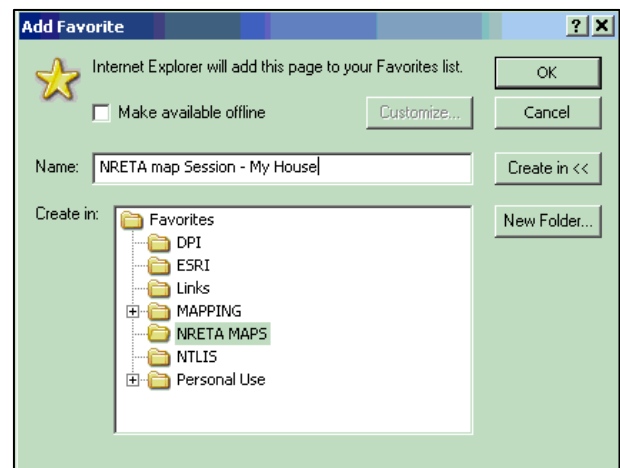 Add Favorite
? X
Internet Explorer will add this page to your Favorites list.
OK
Make available offline
Customize...
Cancel
Name: NRETA map Session - My House
Create in <<
Create in:
New Folder...
Favorites
DPI
ESRI
Links
MAPPING
NRETA MAPS
NTLIS
Personal Use